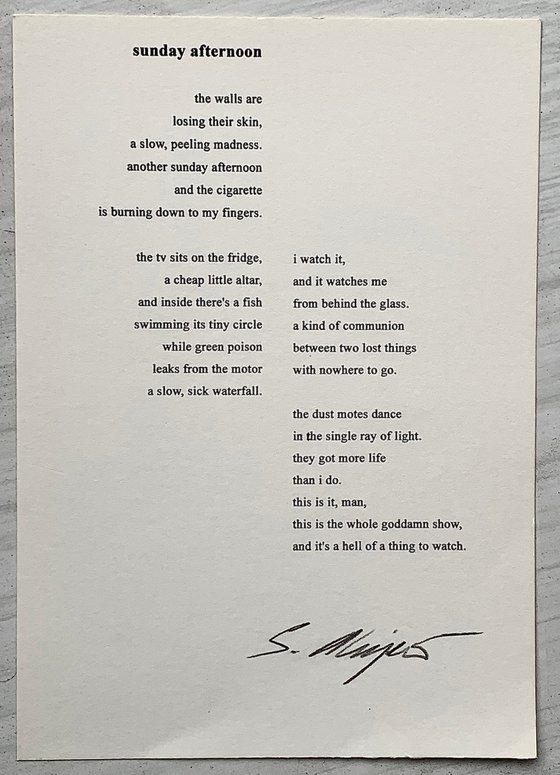 sunday afternoon
the walls are
losing their skin,
a slow, peeling madness.
another sunday afternoon
and the cigarette
is burning down to my fingers.
the tv sits on the fridge,
a cheap little altar,
and inside there's a fish
swimming its tiny circle
while green poison
leaks from the motor
a slow, sick waterfall.
i watch it,
and it watches me
from behind the glass.
a kind of communion
between two lost things
with nowhere to go.
the dust motes dance
in the single ray of light.
they got more life
than i do.
this is it, man,
this is the whole goddamn show,
and it's a hell of a thing to watch.
S.